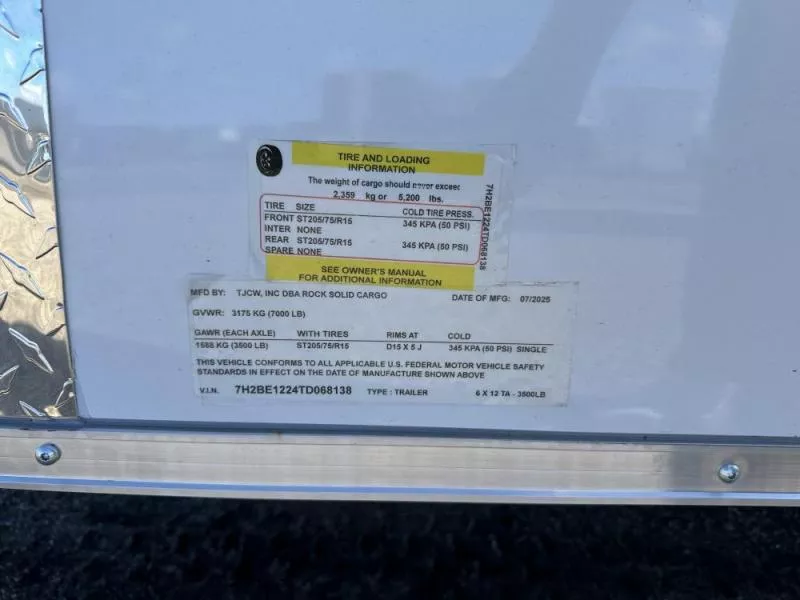 TIRE AND LOADING
INFORMATION
The weight of cargo should never exceed
2,359 kg or 5,200 lbs.
TIRE SIZE COLD TIRE PRESS.
FRONT ST205/75/R15 345 KPA (50 PSI)
INTER NONE
REAR ST205/75/R15 345 KPA (50 PSI)
SPARE NONE
SEE OWNER'S MANUAL
FOR ADDITIONAL INFORMATION
7H2BE1224TD068138
MFD BY: TJCW, INC DBA ROCK SOLID CARGO DATE OF MFG: 07/2025
GVWR: 3175 KG (7000 LB)
GAWR (EACH AXLE) WITH TIRES RIMS AT COLD
1588 KG (3500 LB) ST205/75/R15 D15 X 5 J 345 KPA (50 PSI) SINGLE
THIS VEHICLE CONFORMS TO ALL APPLICABLE U.S. FEDERAL MOTOR VEHICLE SAFETY
STANDARDS IN EFFECT ON THE DATE OF MANUFACTURE SHOWN ABOVE
V.I.N. 7H2BE1224TD068138 TYPE : TRAILER 6 X 12 TA - 3500LB